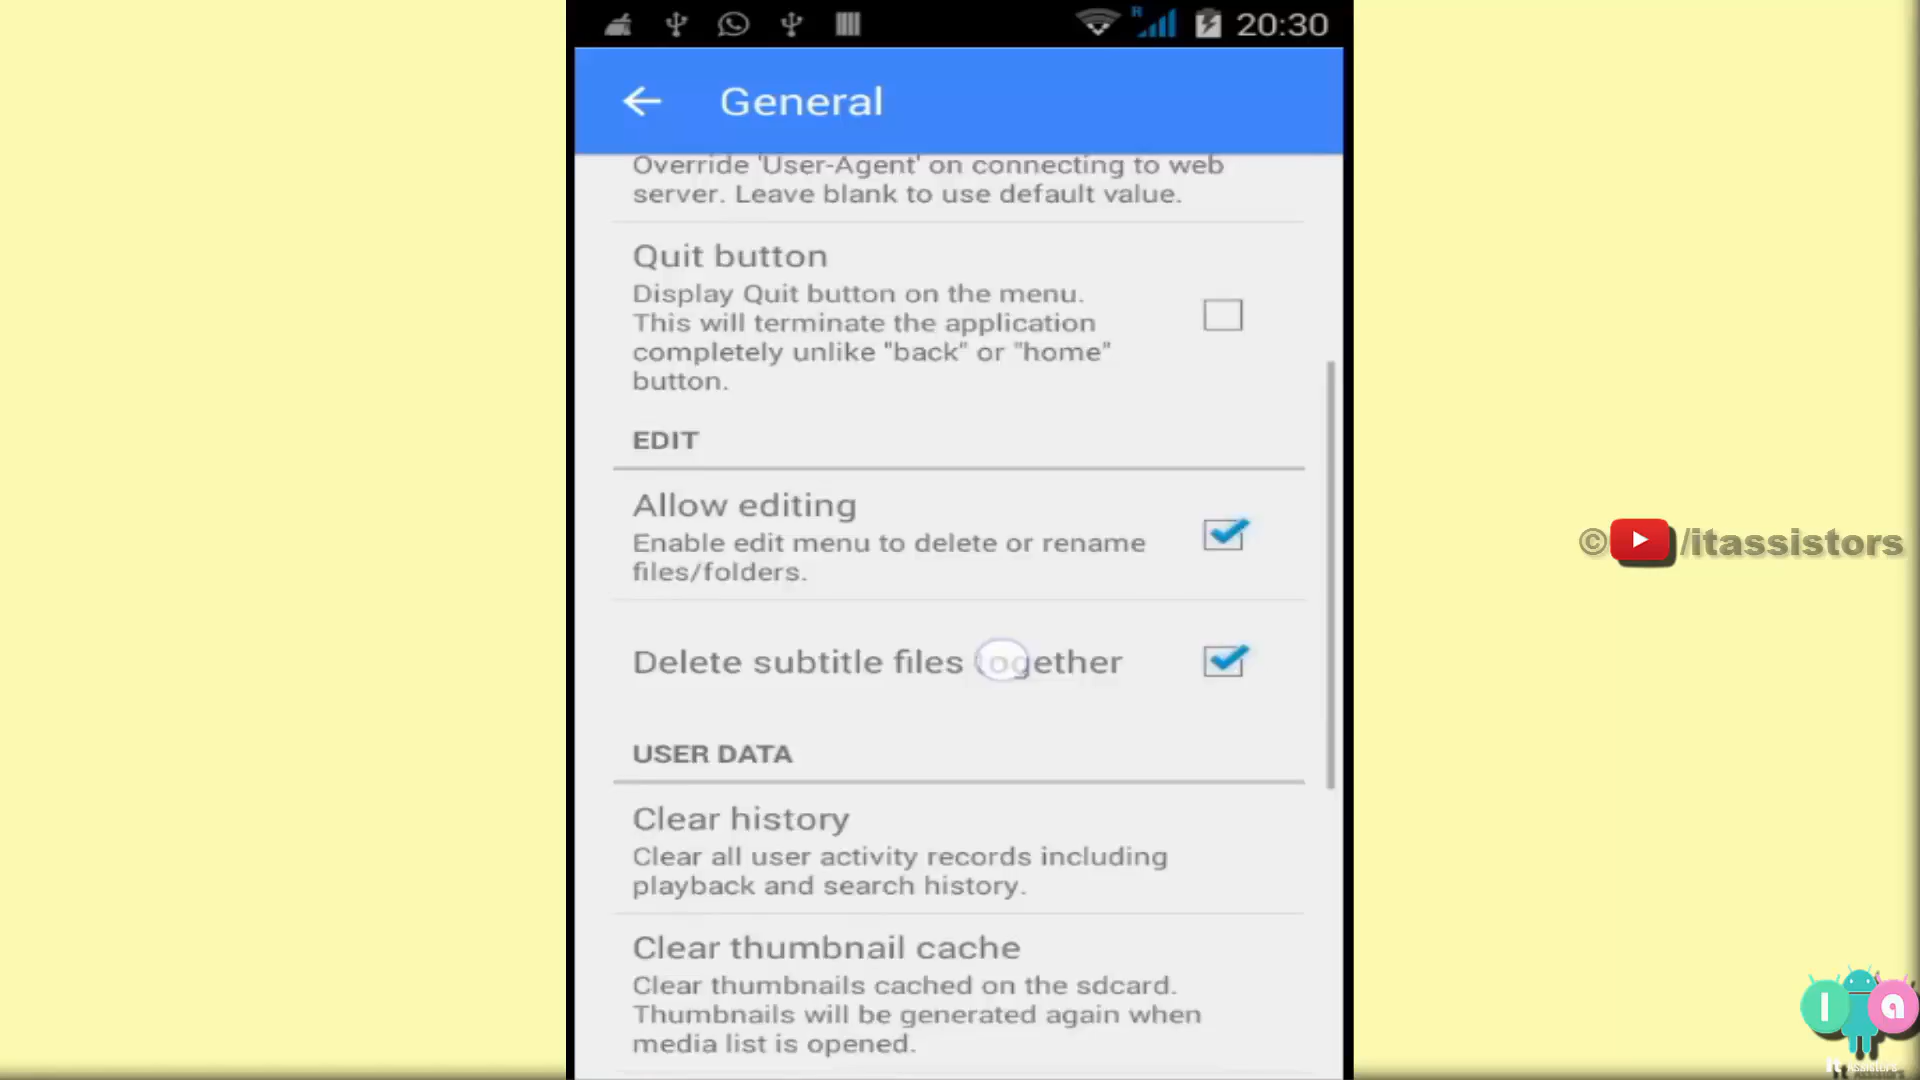 20:30
General
Override 'User-Agent' on connecting to web
server. Leave blank to use default value.
Quit button
Display Quit button on the menu.
This will terminate the application
completely unlike "back" or "home"
button.
EDIT
Allow editing
Enable edit menu to delete or rename
files/folders.
Delete subtitle files together
USER DATA
Clear history
Clear all user activity records including
playback and search history.
Clear thumbnail cache
Clear thumbnails cached on the sdcard.
Thumbnails will be generated again when
media list is opened.
© /itassistors
I a
It Assistors